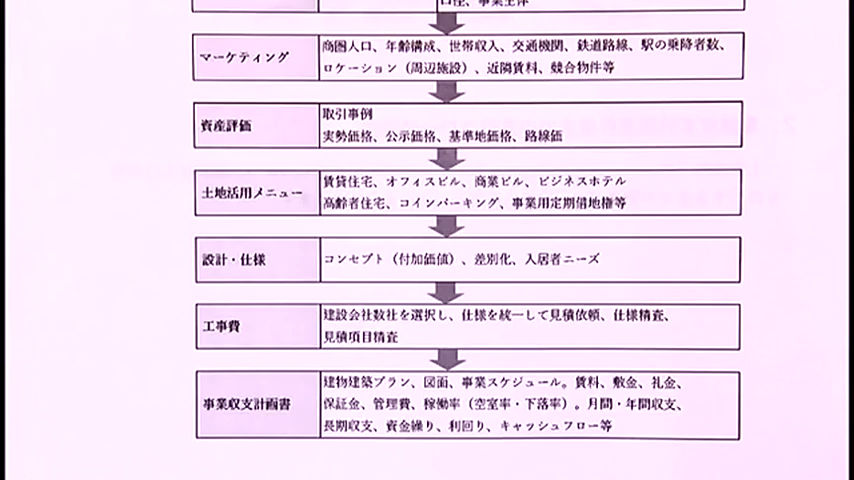 口径、事業主体
マーケティング
商圏人口、年齢構成、世帯収入、交通機関、鉄道路線、駅の乗降者数、
ロケーション（周辺施設）、近隣賃料、競合物件等
資産評価
取引事例
実勢価格、公示価格、基準地価格、路線価
土地活用メニュー
賃貸住宅、オフィスビル、商業ビル、ビジネスホテル
高齢者住宅、コインパーキング、事業用定期借地権等
設計・仕様
コンセプト（付加価値）、差別化、入居者ニーズ
工事費
建設会社数社を選択し、仕様を統一して見積依頼、仕様精査、
見積項目精査
事業収支計画書
建物建築プラン、図面、事業スケジュール。賃料、敷金、礼金、
保証金、管理費、稼働率（空室率・下落率）。月間・年間収支、
長期収支、資金繰り、利回り、キャッシュフロー等